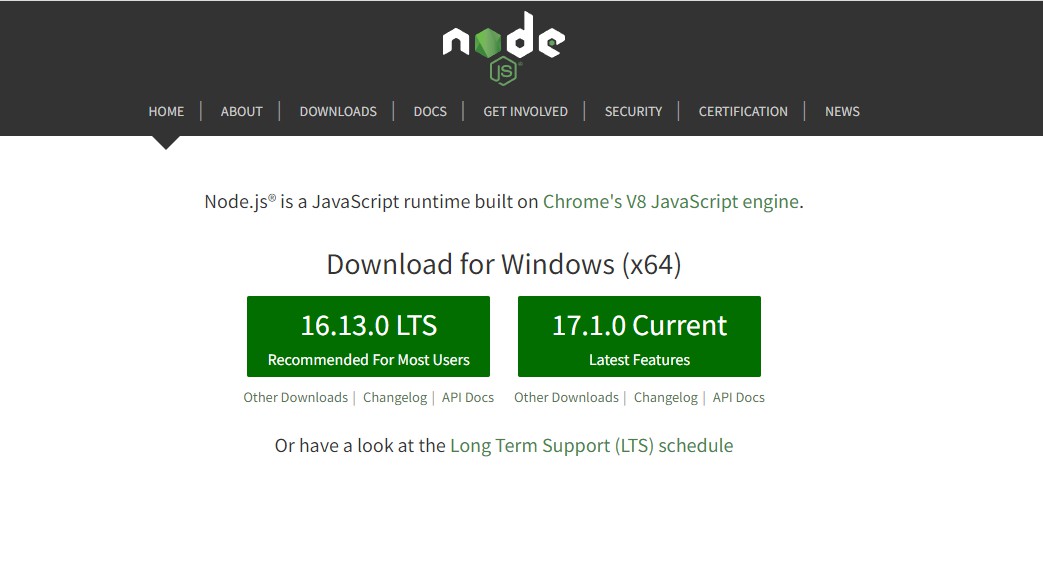 node
JS
HOME | ABOUT | DOWNLOADS | DOCS | GET INVOLVED | SECURITY | CERTIFICATION | NEWS
Node.js® is a JavaScript runtime built on Chrome's V8 JavaScript engine.
Download for Windows (x64)
16.13.0 LTS
Recommended For Most Users
17.1.0 Current
Latest Features
Other Downloads | Changelog | API Docs
Other Downloads | Changelog | API Docs
Or have a look at the Long Term Support (LTS) schedule